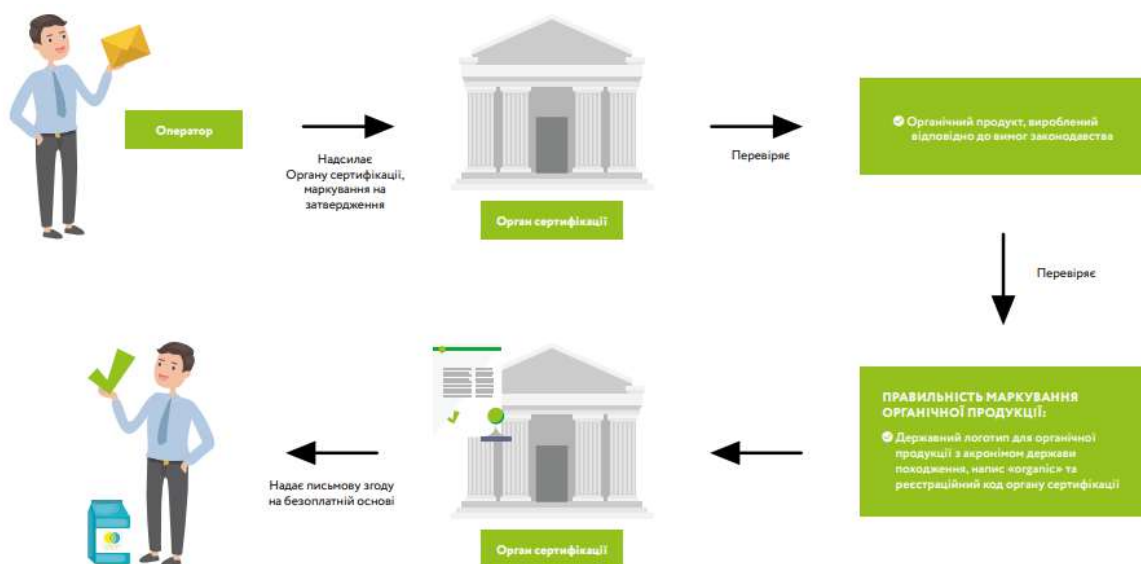 Оператор
Надсилає
Органу сертифікації,
маркування на
затвердження
Орган сертифікації
Перевіряє
Органічний продукт, вироблений
відповідно до вимог законодавства
Перевіряє
ПРАВИЛЬНІСТЬ МАРКУВАННЯ
ОРГАНІЧНОЇ ПРОДУКЦІЇ:
Державний логотип для органічної
продукції з акронімом держави
походження, напис «organic» та
реєстраційний код органу сертифікації
Орган сертифікації
Надає письмову згоду
на безоплатній основі